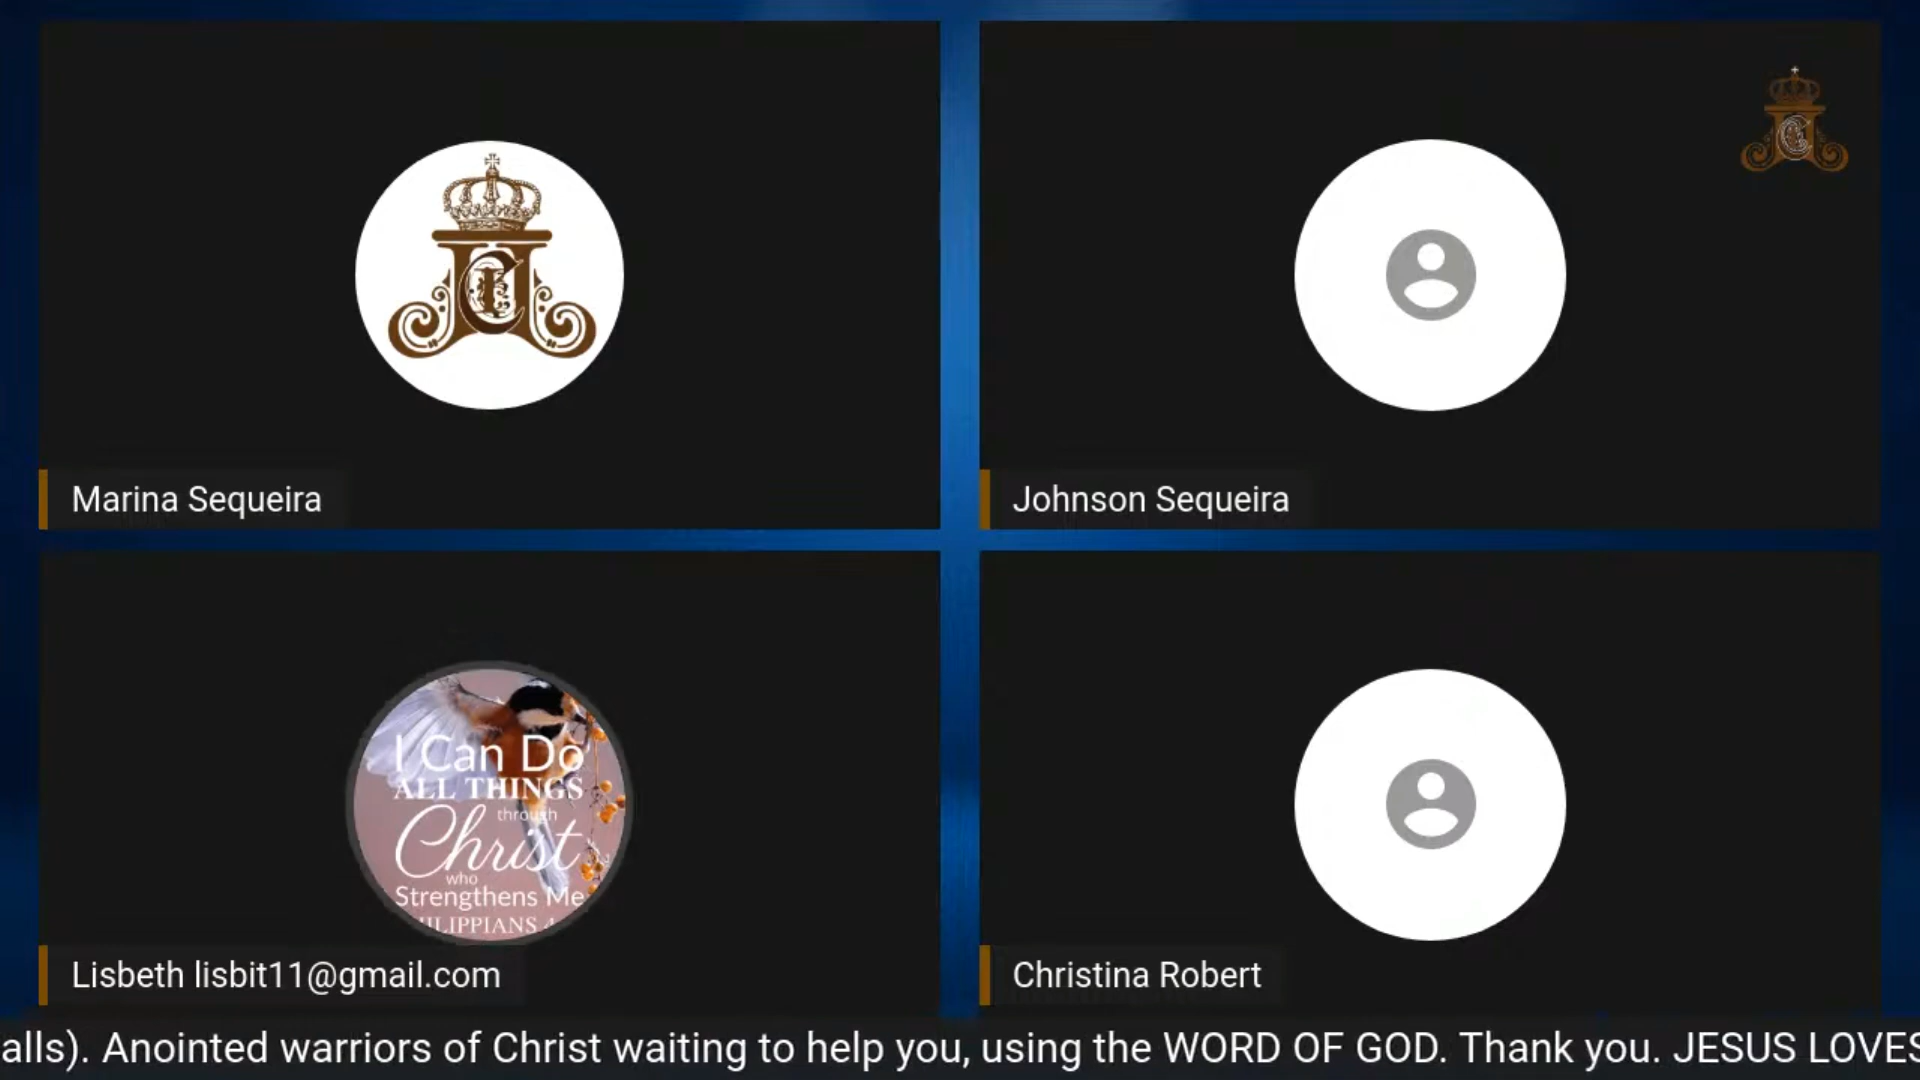 Marina Sequeira
Johnson Sequeira
I Can Do
ALL THINGS
through
Christ
who
Strengthens Me
Lisbeth lisbit11@gmail.com
Christina Robert
alls). Anointed warriors of Christ waiting to help you, using the WORD OF GOD. Thank you. JESUS LOVES